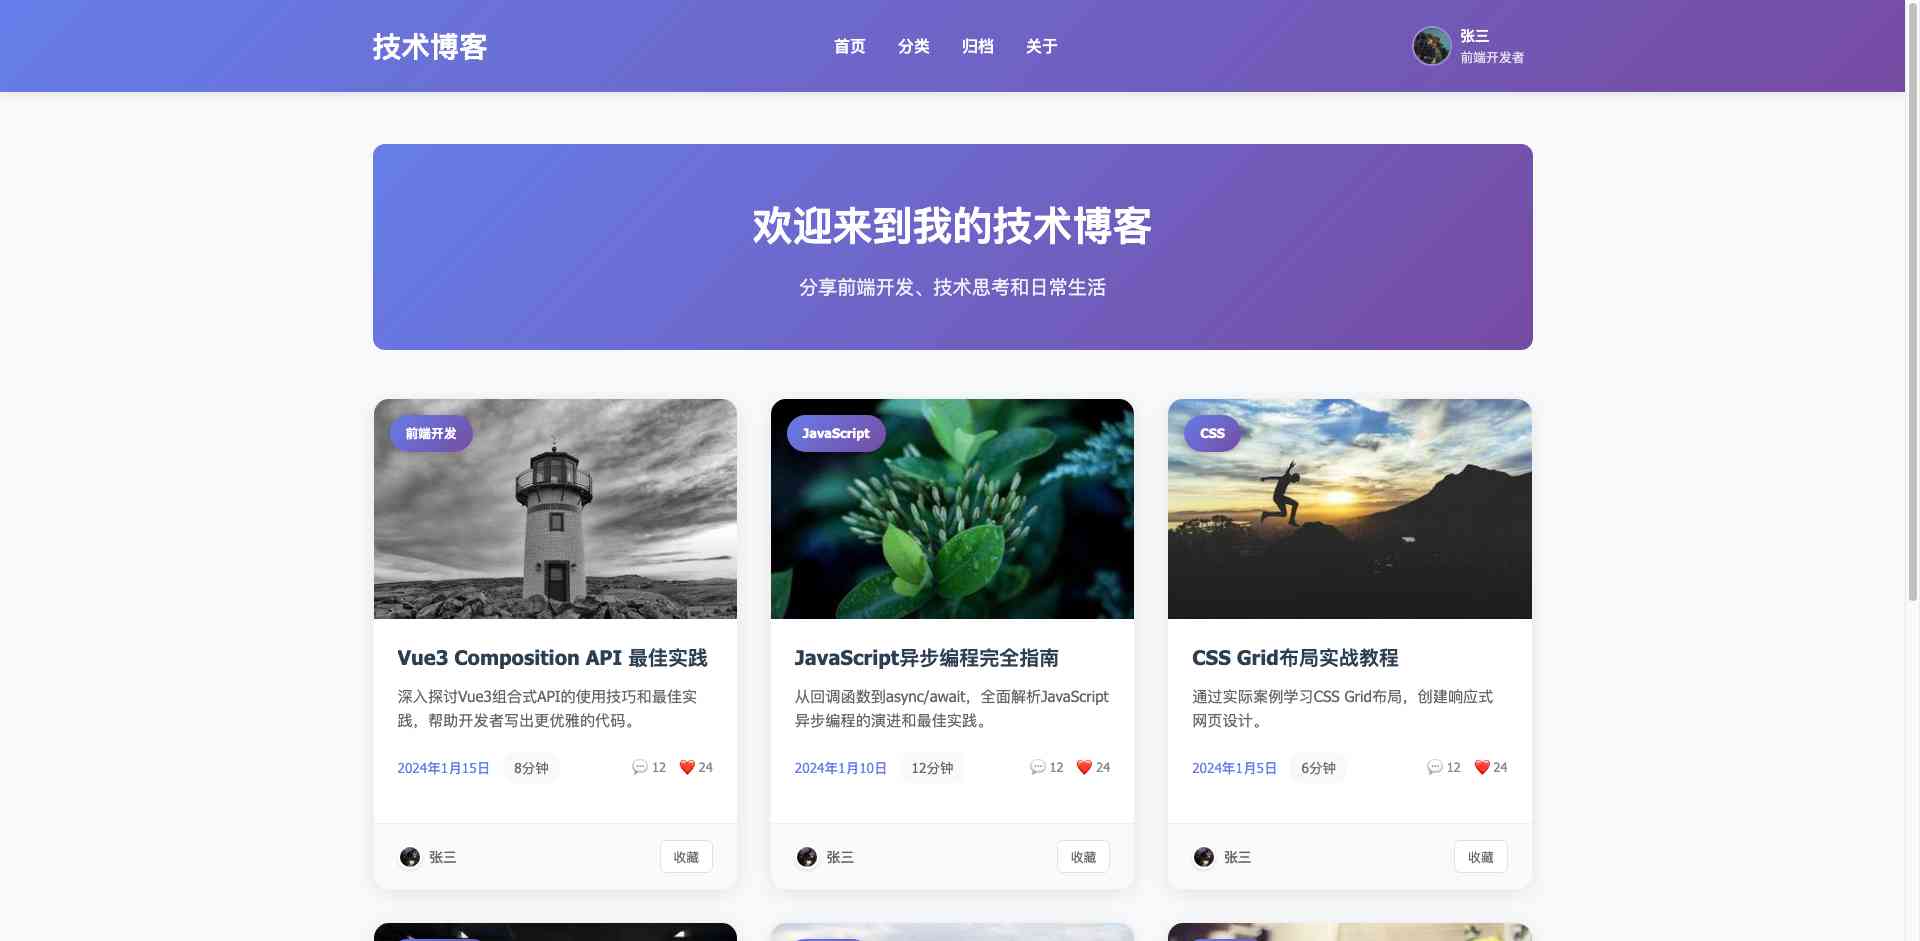 技术博客
首页
分类
归档
关于
张三
前端开发者
欢迎来到我的技术博客
分享前端开发、技术思考和日常生活
前端开发
Vue3 Composition API 最佳实践
深入探讨Vue3组合式API的使用技巧和最佳实
践，帮助开发者写出更优雅的代码。
2024年1月15日 8分钟 12 24
张三 收藏
JavaScript
JavaScript异步编程完全指南
从回调函数到async/await，全面解析JavaScript
异步编程的演进和最佳实践。
2024年1月10日 12分钟 12 24
张三 收藏
CSS
CSS Grid布局实战教程
通过实际案例学习CSS Grid布局，创建响应式
网页设计。
2024年1月5日 6分钟 12 24
张三 收藏